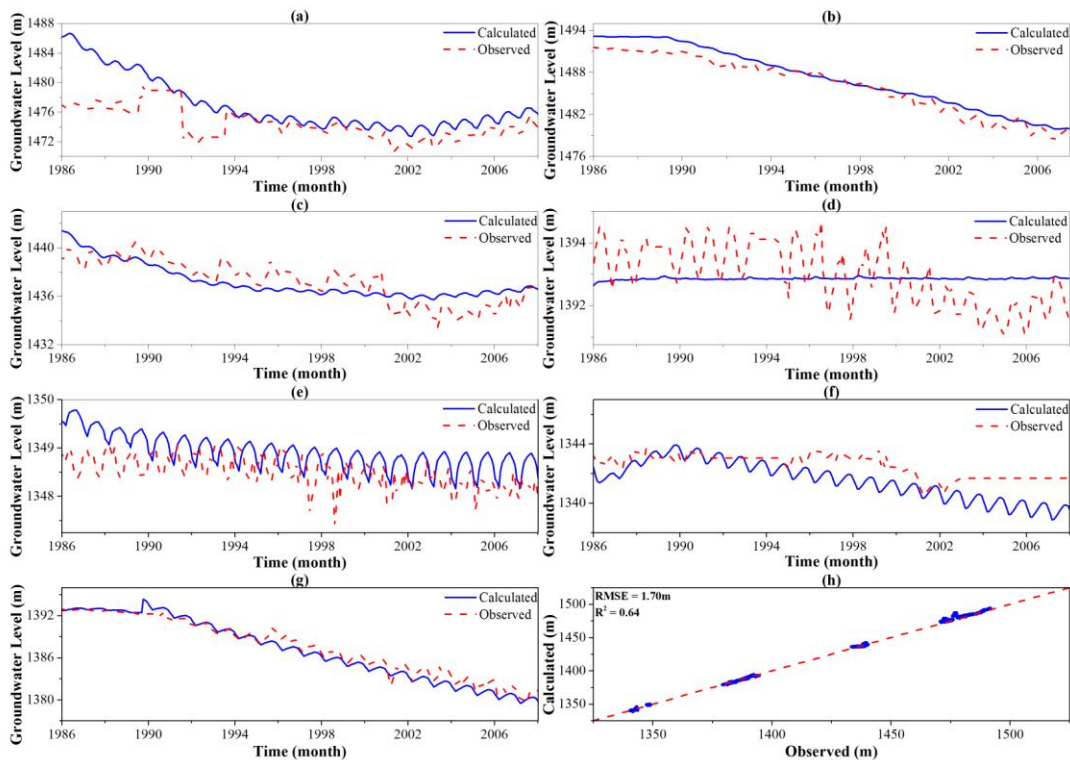 (a)
1488
1484
1480
1476
1472
Groundwater Level (m)
Calculated
Observed
1986 1990 1994 1998 2002 2006
Time (month)
(b)
1494
1488
1482
1476
Groundwater Level (m)
Calculated
Observed
1986 1990 1994 1998 2002 2006
Time (month)
(c)
1440
1436
1432
Groundwater Level (m)
Calculated
Observed
1986 1990 1994 1998 2002 2006
Time (month)
(d)
1394
1392
Groundwater Level (m)
Calculated
Observed
1986 1990 1994 1998 2002 2006
Time (month)
(e)
1350
1349
1348
Groundwater Level (m)
Calculated
Observed
1986 1990 1994 1998 2002 2006
Time (month)
(f)
1344
1340
Groundwater Level (m)
Calculated
Observed
1986 1990 1994 1998 2002 2006
Time (month)
(g)
1392
1386
1380
Groundwater Level (m)
Calculated
Observed
1986 1990 1994 1998 2002 2006
Time (month)
(h)
RMSE = 1.70m
R² = 0.64
1500
1450
1400
1350
Calculated (m)
1350 1400 1450 1500
Observed (m)